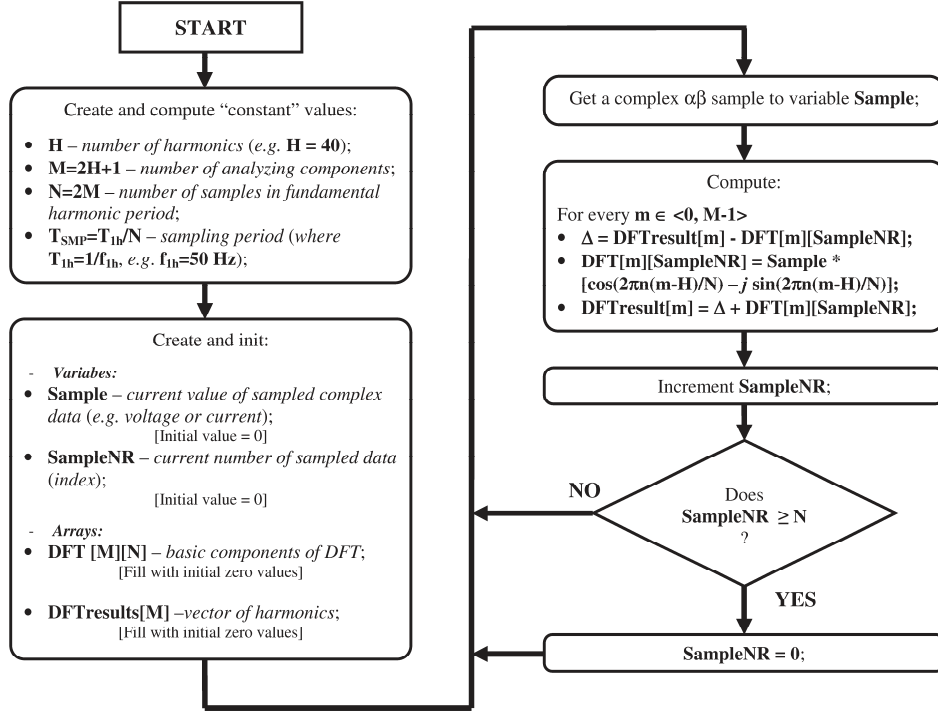 START
Create and compute “constant” values:
• H – number of harmonics (e.g. H = 40);
• M=2H+1 – number of analyzing components;
• N=2M – number of samples in fundamental
harmonic period;
• TSMP=T1h/N – sampling period (where
T1h=1/f1h, e.g. f1h=50 Hz);
Create and init:
- Variabes:
• Sample – current value of sampled complex
data (e.g. voltage or current);
[Initial value = 0]
• SampleNR – current number of sampled data
(index);
[Initial value = 0]
- Arrays:
• DFT [M][N] – basic components of DFT;
[Fill with initial zero values]
• DFTresults[M] –vector of harmonics;
[Fill with initial zero values]
Get a complex αβ sample to variable Sample;
Compute:
For every m ∈ <0, M-1>
• Δ = DFTresult[m] - DFT[m][SampleNR];
• DFT[m][SampleNR] = Sample *
[cos(2πn(m-H)/N) – j sin(2πn(m-H)/N)];
• DFTresult[m] = Δ + DFT[m][SampleNR];
Increment SampleNR;
Does
SampleNR ≥ N
?
NO
YES
SampleNR = 0;